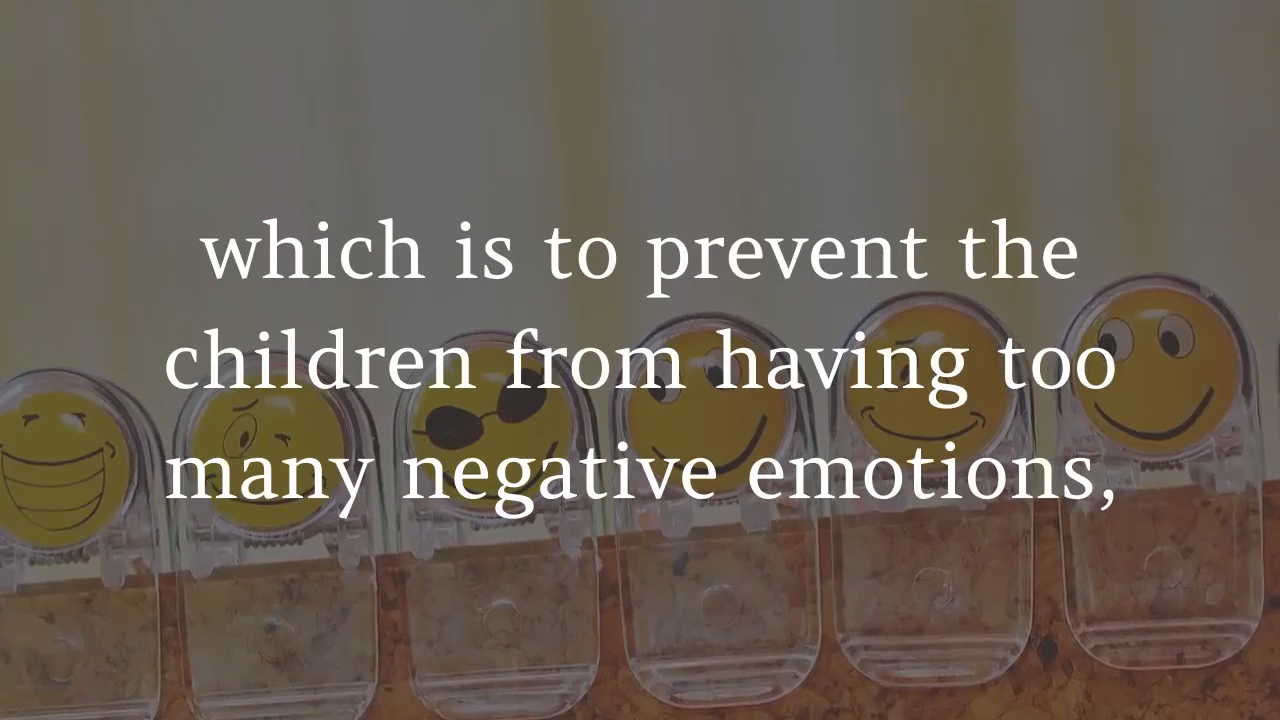 which is to prevent the
children from having too
many negative emotions,